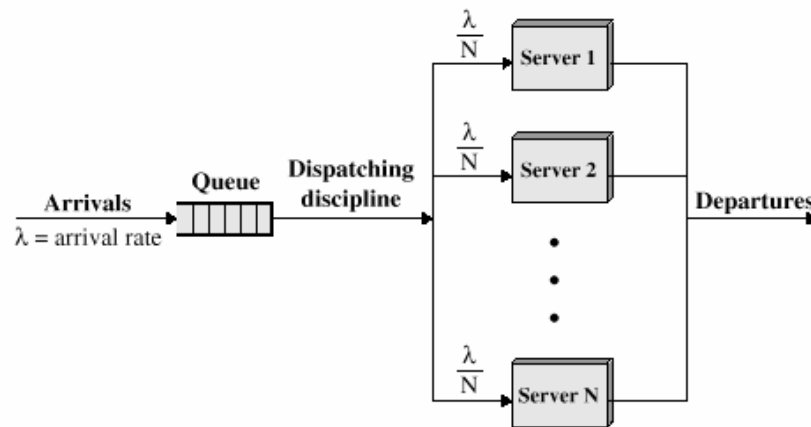 λ
N
Server 1
λ
N
Server 2
Queue
Dispatching
discipline
Arrivals
λ = arrival rate
Departures
λ
N
Server N